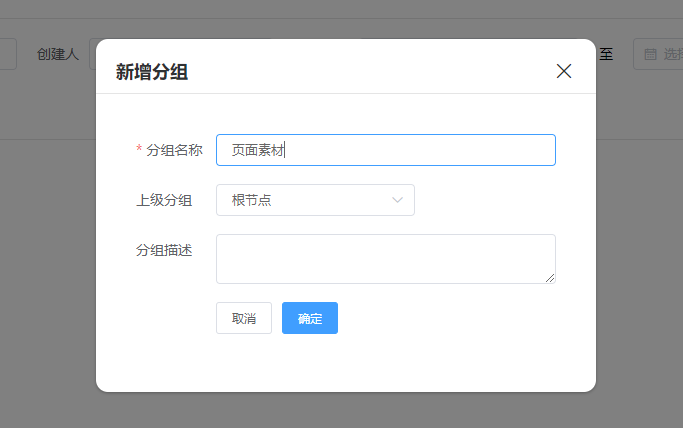 新增分组
创建人
至
选择
* 分组名称 页面素材
上级分组 根节点
分组描述
取消 确定